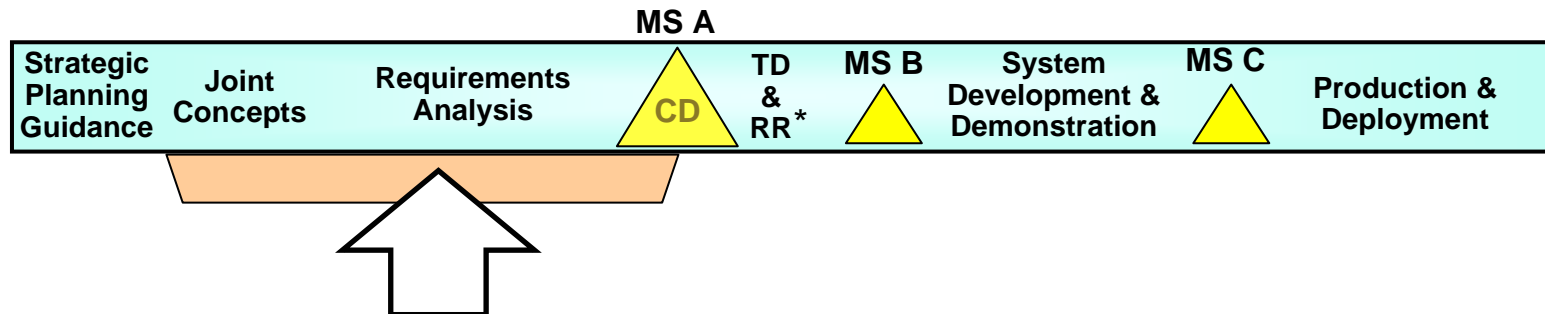 MS A
Strategic
Planning
Guidance
Joint
Concepts
Requirements
Analysis
CD
TD
&
RR*
MS B
System
Development &
Demonstration
MS C
Production &
Deployment